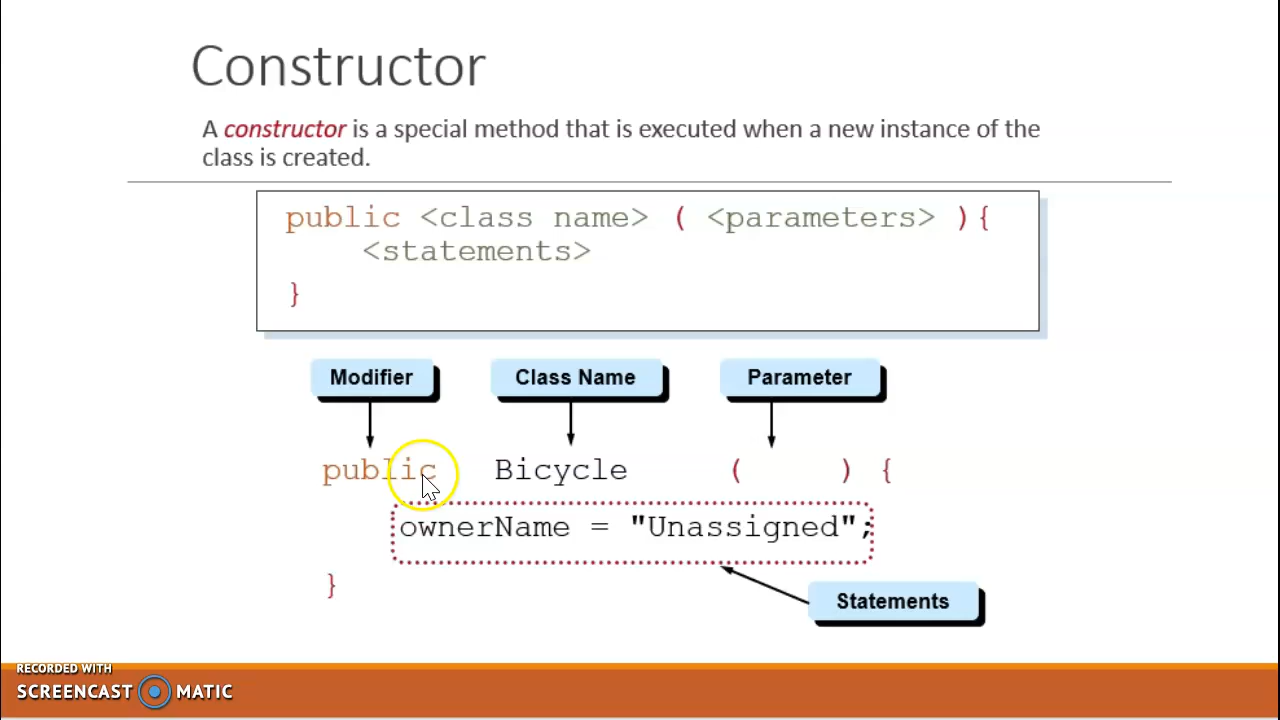 Constructor
A constructor is a special method that is executed when a new instance of the
class is created.
public <class name> ( <parameters> ){
<statements>
}
Modifier Class Name Parameter
public Bicycle ( ) {
ownerName = "Unassigned";
}
Statements
RECORDED WITH
SCREENCAST MATIC